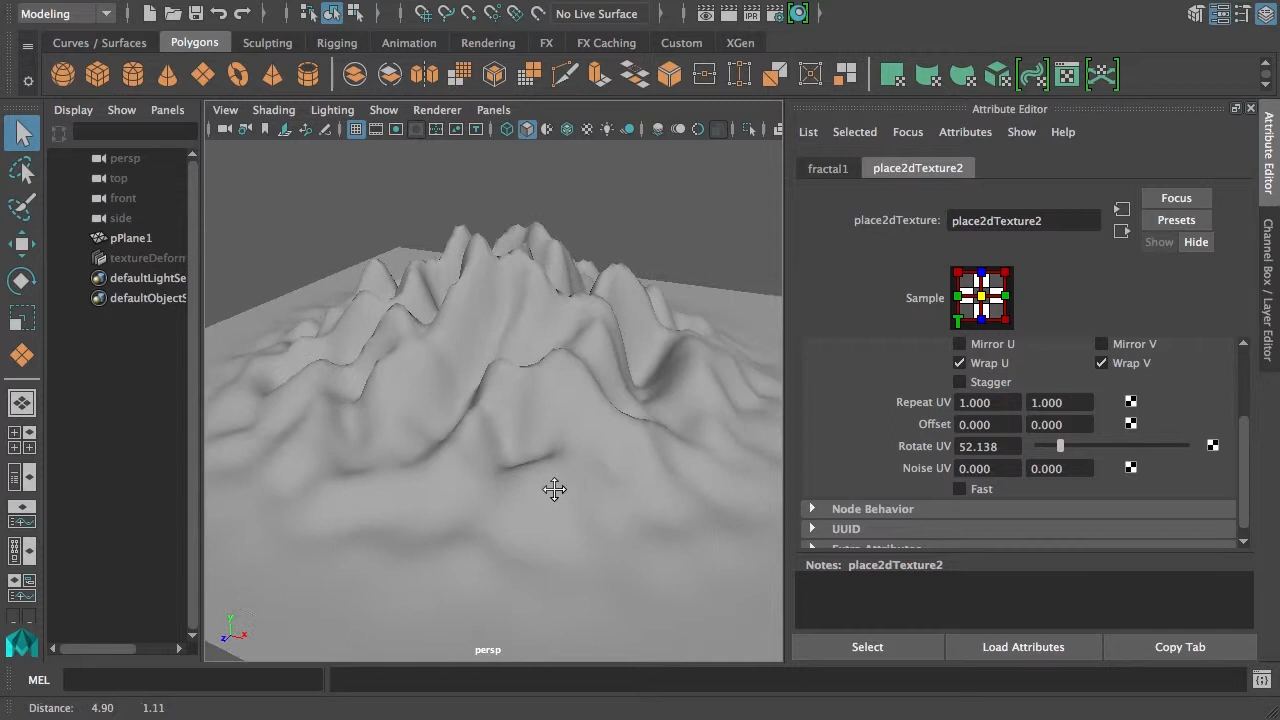 Modeling
No Live Surface
Curves / Surfaces Polygons Sculpting Rigging Animation Rendering FX FX Caching Custom XGen
Display Show Panels
persp
top
front
side
pPlane1
textureDeform
defaultLightSe
defaultObjectS
View Shading Lighting Show Renderer Panels
y
z x
persp
Attribute Editor
List Selected Focus Attributes Show Help
fractal1 place2dTexture2
place2dTexture: place2dTexture2
Focus
Presets
Show Hide
Sample
Mirror U Mirror V
Wrap U Wrap V
Stagger
Repeat UV 1.000 1.000
Offset 0.000 0.000
Rotate UV 52.138
Noise UV 0.000 0.000
Fast
Node Behavior
UUID
Extra Attributes
Notes: place2dTexture2
Select Load Attributes Copy Tab
Attribute Editor
Channel Box / Layer Editor
MEL
Distance: 4.90 1.11